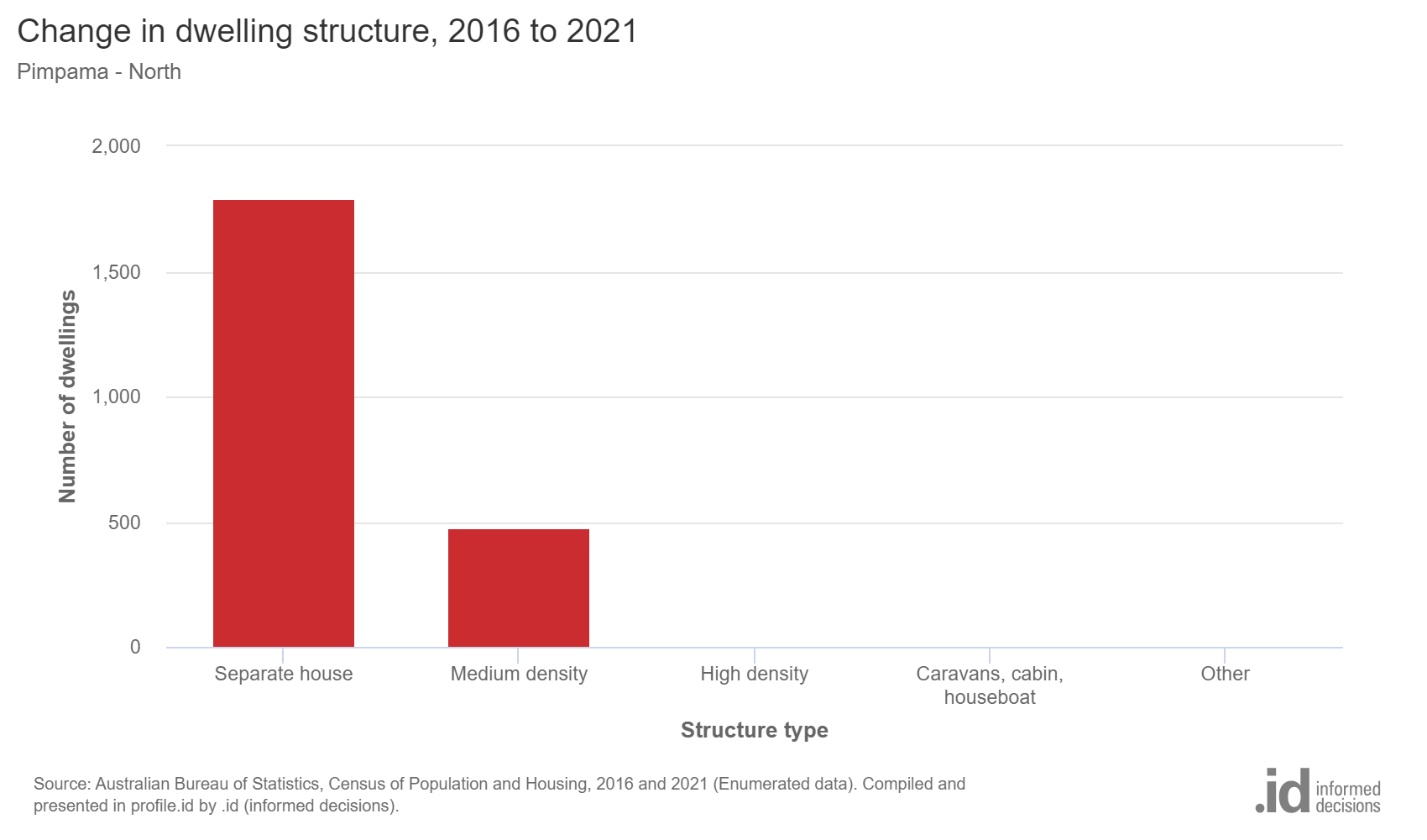 Change in dwelling structure, 2016 to 2021
Pimpama - North
2,000
1,500
1,000
500
0
Number of dwellings
Separate house
Medium density
High density
Caravans, cabin,
houseboat
Other
Structure type
Source: Australian Bureau of Statistics, Census of Population and Housing, 2016 and 2021 (Enumerated data). Compiled and
presented in profile.id by .id (informed decisions).
.id informed
decisions